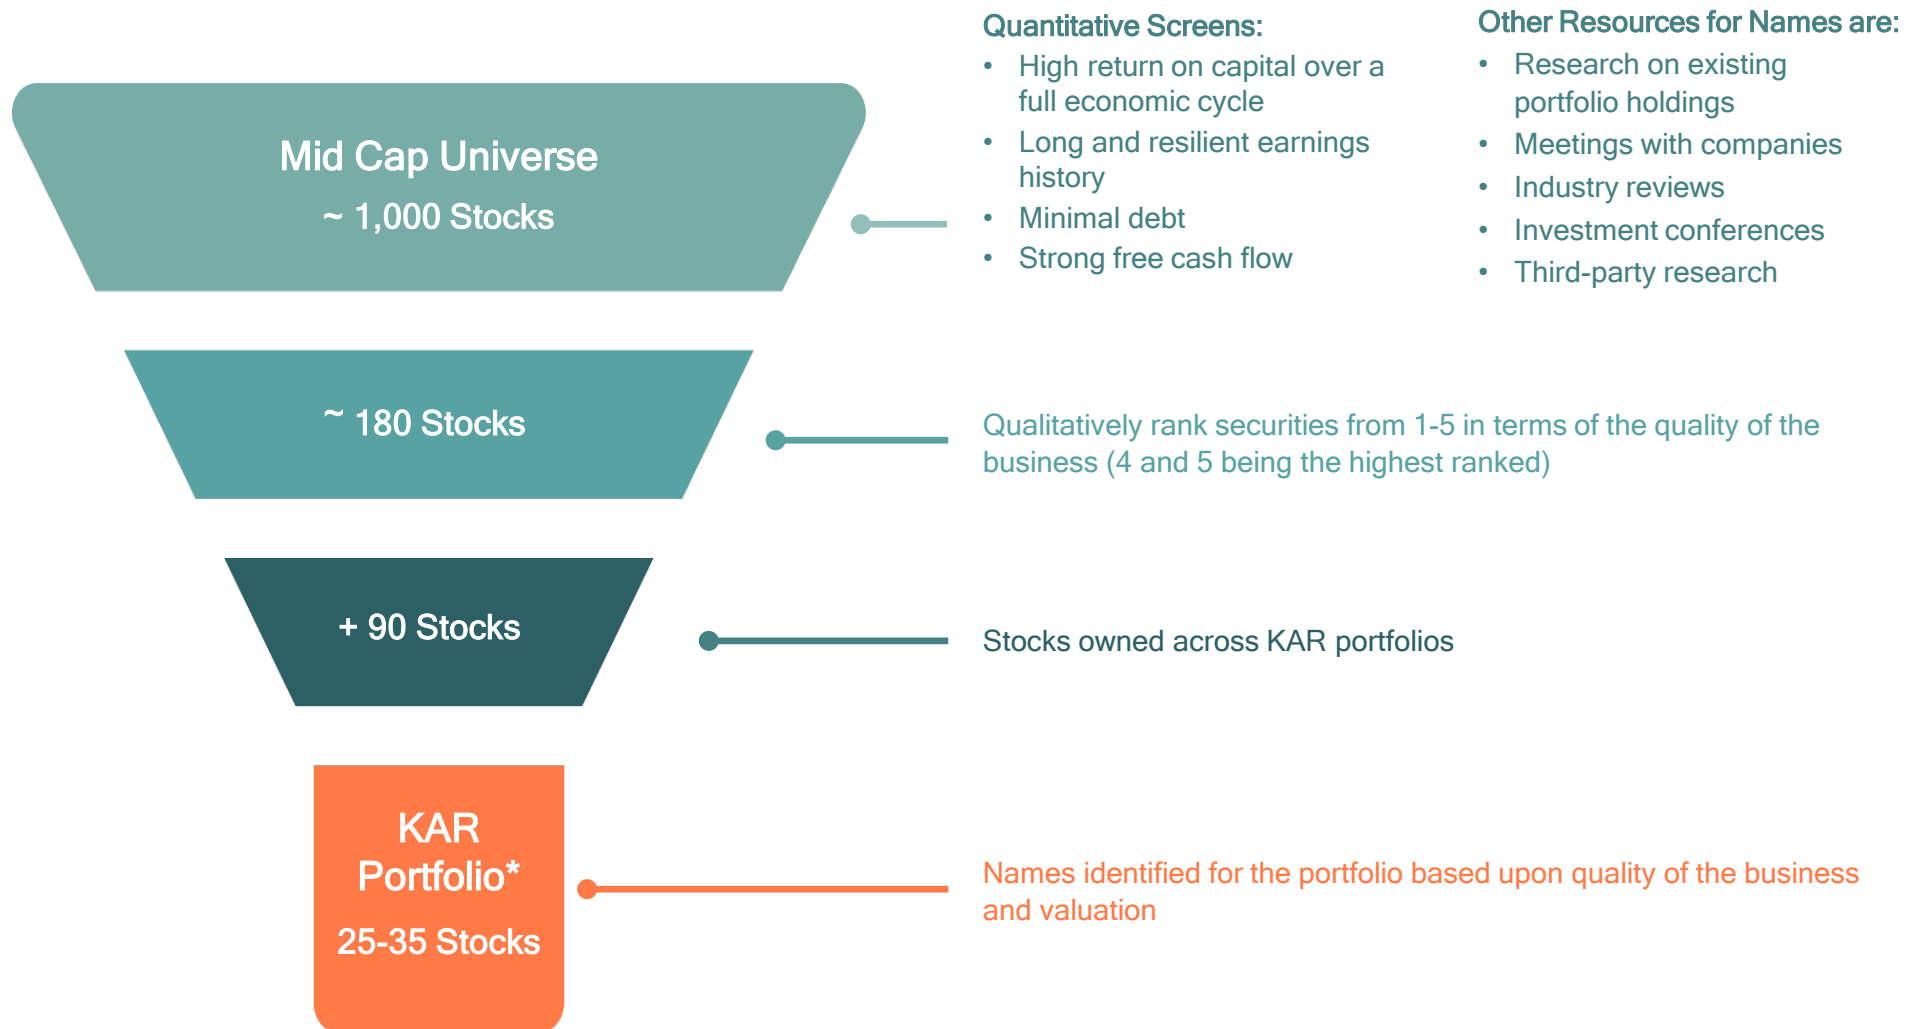 Quantitative Screens:
• High return on capital over a
full economic cycle
• Long and resilient earnings
history
• Minimal debt
• Strong free cash flow
Other Resources for Names are:
• Research on existing
portfolio holdings
• Meetings with companies
• Industry reviews
• Investment conferences
• Third-party research
Mid Cap Universe
~ 1,000 Stocks
~ 180 Stocks
Qualitatively rank securities from 1-5 in terms of the quality of the
business (4 and 5 being the highest ranked)
+ 90 Stocks
Stocks owned across KAR portfolios
KAR
Portfolio*
25-35 Stocks
Names identified for the portfolio based upon quality of the business
and valuation